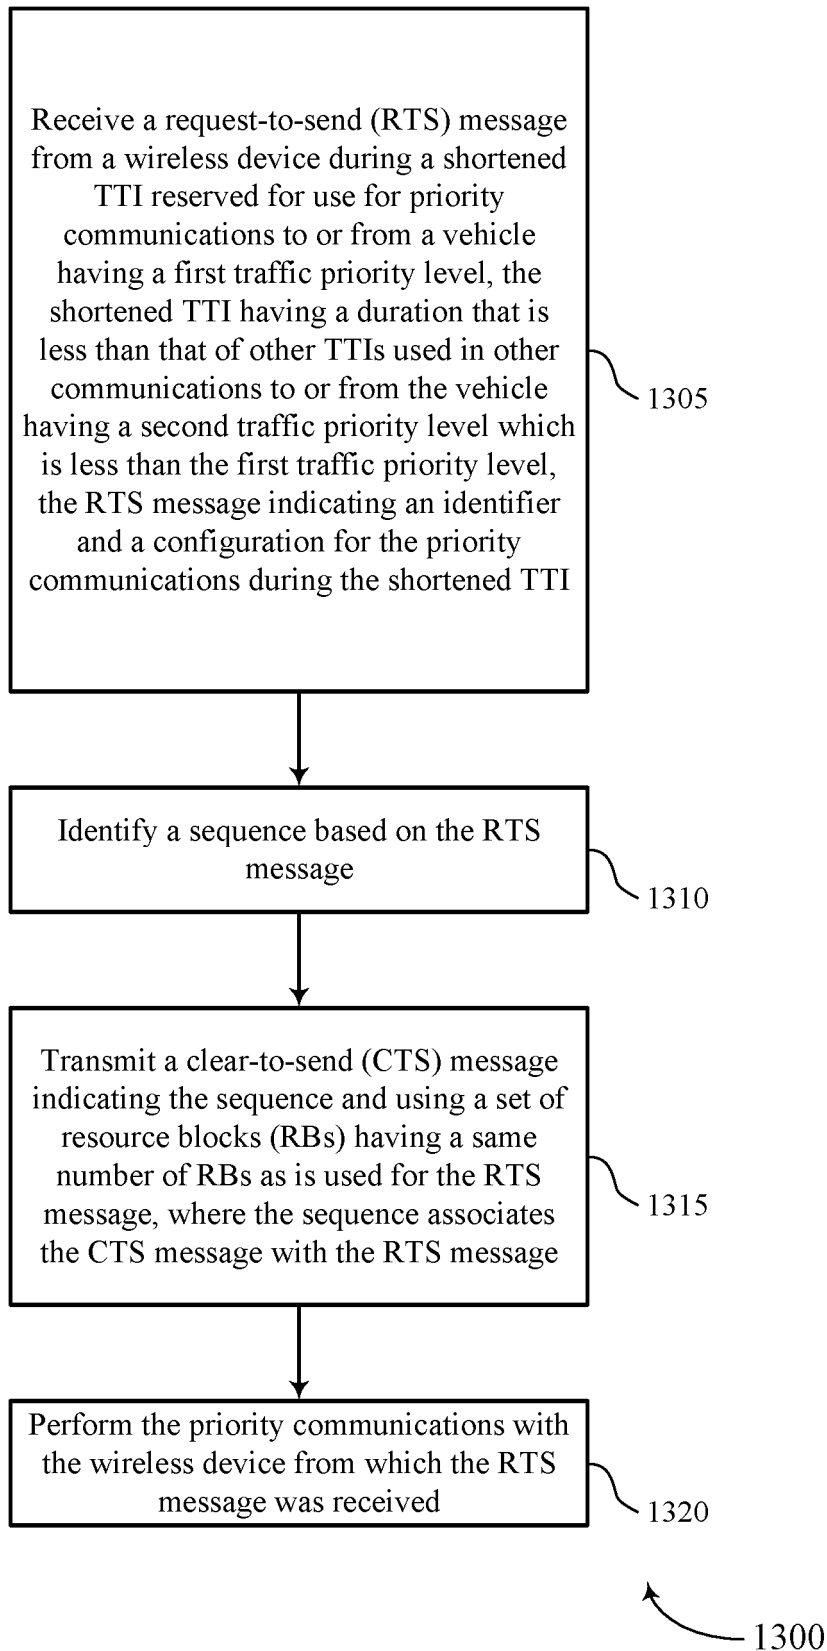 Receive a request-to-send (RTS) message
from a wireless device during a shortened
TTI reserved for use for priority
communications to or from a vehicle
having a first traffic priority level, the
shortened TTI having a duration that is
less than that of other TTIs used in other
communications to or from the vehicle
having a second traffic priority level which
is less than the first traffic priority level,
the RTS message indicating an identifier
and a configuration for the priority
communications during the shortened TTI
1305
Identify a sequence based on the RTS
message
1310
Transmit a clear-to-send (CTS) message
indicating the sequence and using a set of
resource blocks (RBs) having a same
number of RBs as is used for the RTS
message, where the sequence associates
the CTS message with the RTS message
1315
Perform the priority communications with
the wireless device from which the RTS
message was received
1320
1300